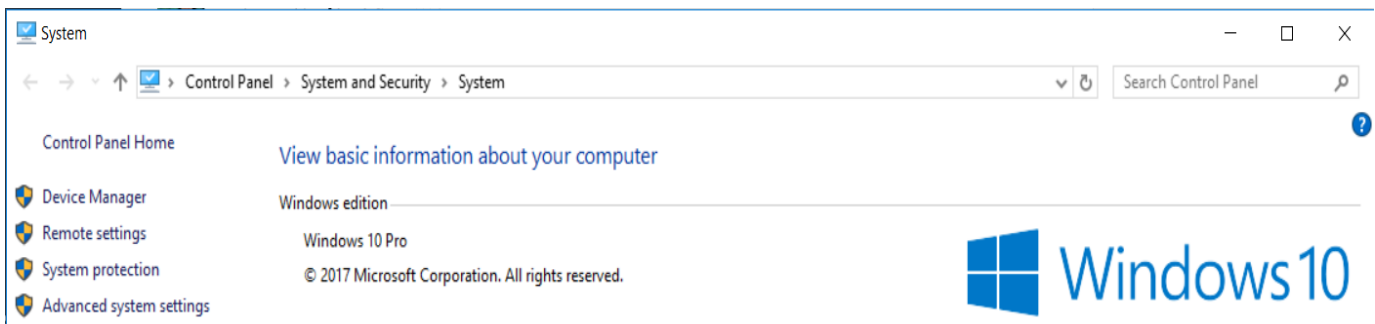 System
Control Panel > System and Security > System
Search Control Panel
Control Panel Home
View basic information about your computer
Device Manager
Windows edition
Remote settings
Windows 10 Pro
System protection
© 2017 Microsoft Corporation. All rights reserved.
Advanced system settings
Windows 10